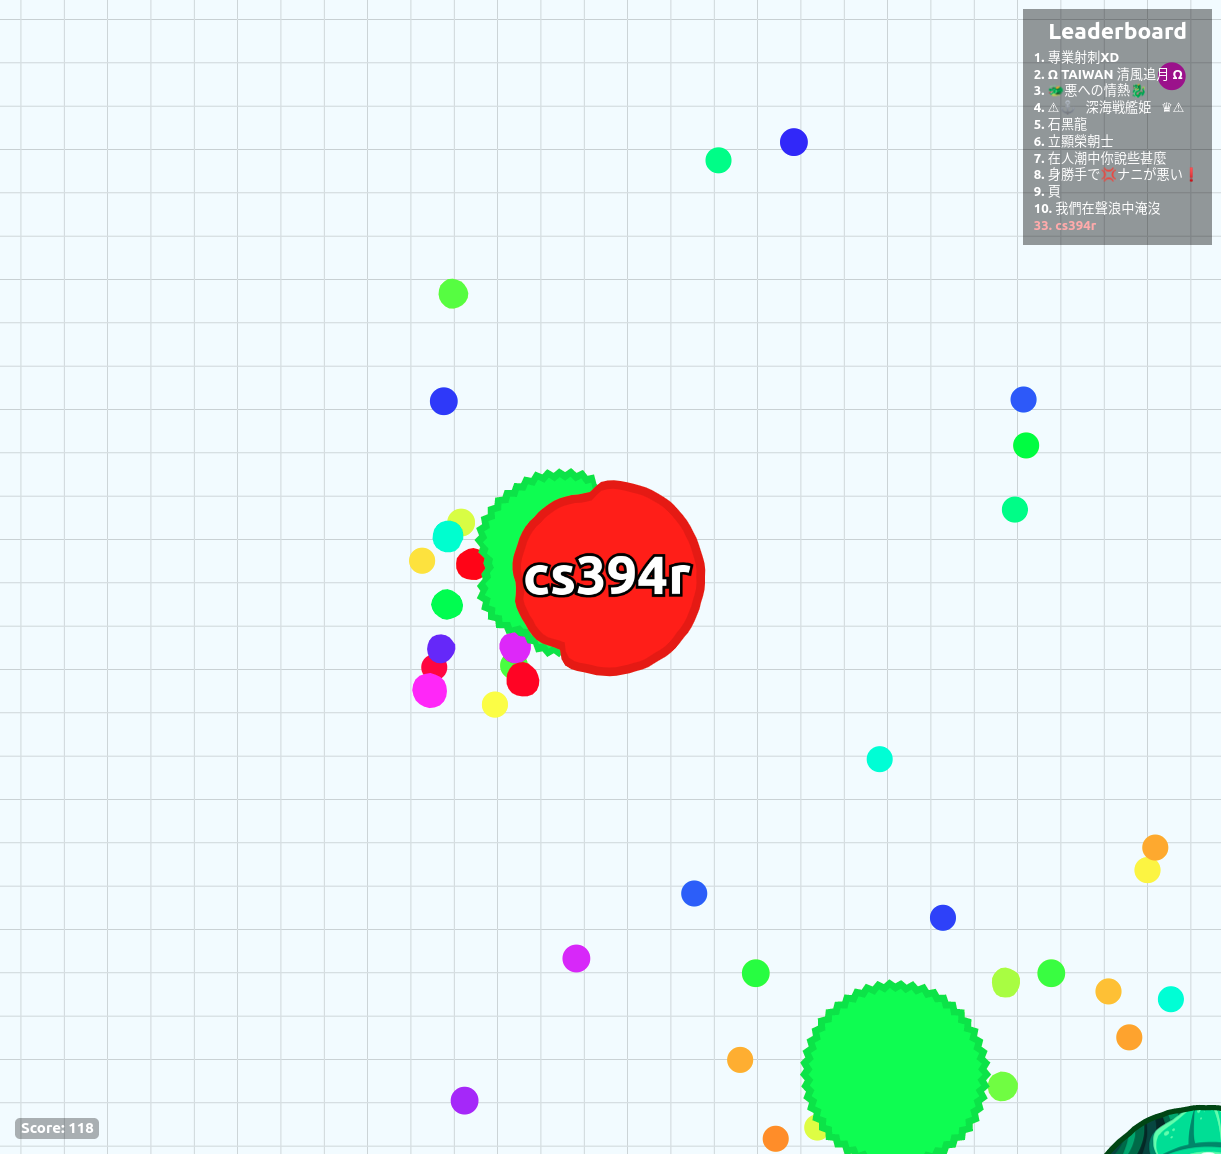 Leaderboard
1. 專業射刺XD
2. Ω TAIWAN 清風追月 Ω
3. 🐲悪への情熱🐉
4. ⚠⚓ 深海戦艦姫 ♛⚠
5. 石黑龍
6. 立顯榮朝士
7. 在人潮中你說些甚麼
8. 身勝手で💢ナニが悪い❗
9. 頁
10. 我們在聲浪中淹沒
33. cs394r
cs394r
Score: 118